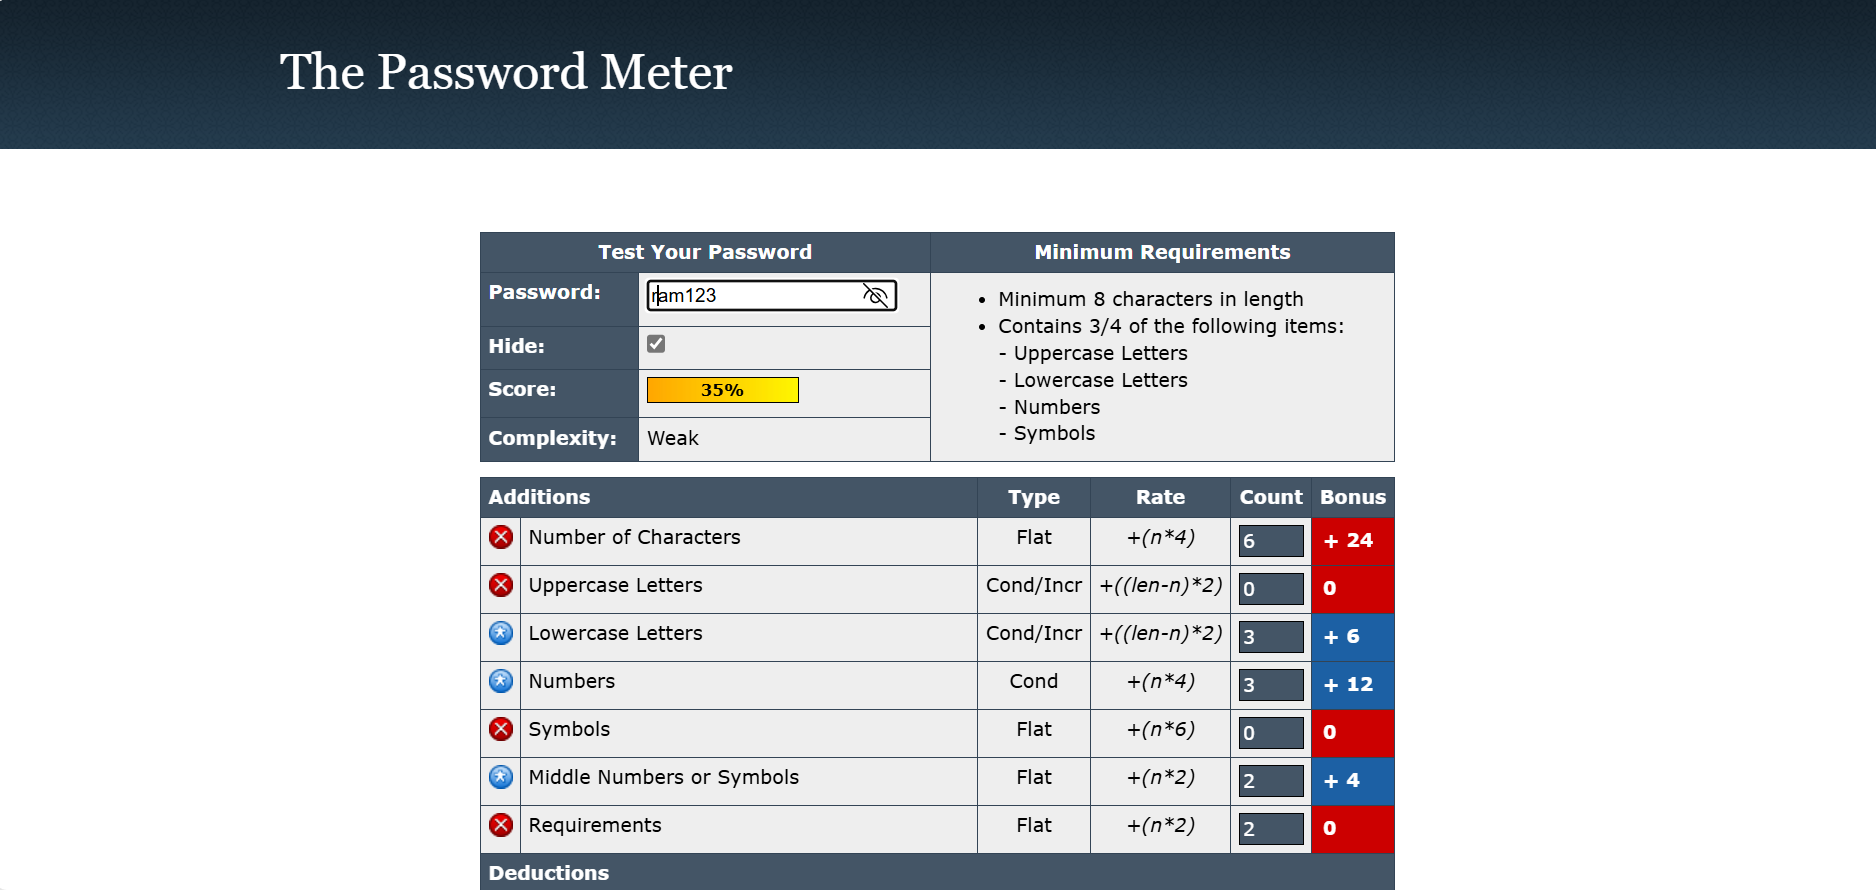 The Password Meter
Test Your Password
Minimum Requirements
Password:
ram123
Hide:
Score:
35%
Complexity:
Weak
Minimum 8 characters in length
Contains 3/4 of the following items:
- Uppercase Letters
- Lowercase Letters
- Numbers
- Symbols
Additions Type Rate Count Bonus
Number of Characters Flat +(n*4) 6 + 24
Uppercase Letters Cond/Incr +((len-n)*2) 0 0
Lowercase Letters Cond/Incr +((len-n)*2) 3 + 6
Numbers Cond +(n*4) 3 + 12
Symbols Flat +(n*6) 0 0
Middle Numbers or Symbols Flat +(n*2) 2 + 4
Requirements Flat +(n*2) 2 0
Deductions